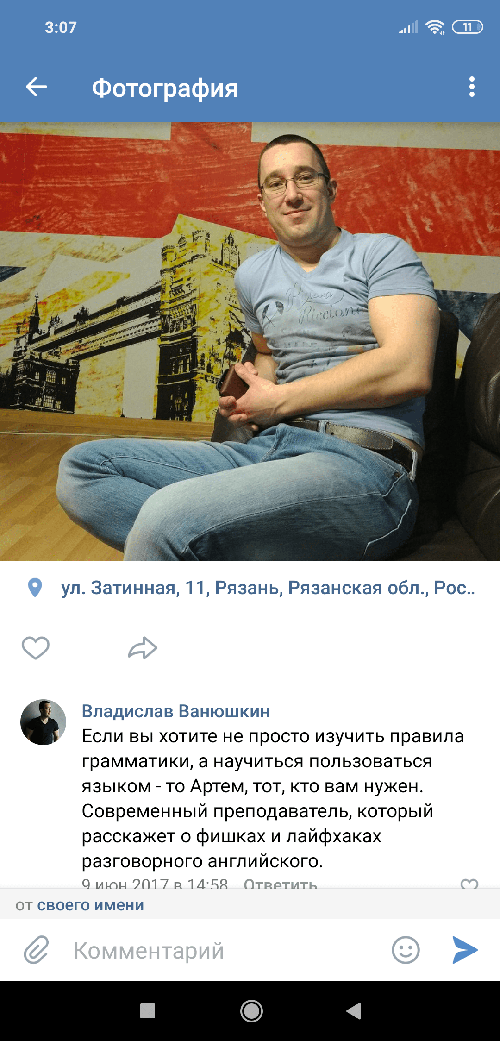 3:07
11
Фотография
Riccioni
ул. Затинная, 11, Рязань, Рязанская обл., Рос..
Владислав Ванюшкин
Если вы хотите не просто изучить правила
грамматики, а научиться пользоваться
языком - то Артем, тот, кто вам нужен.
Современный преподаватель, который
расскажет о фишках и лайфхаках
разговорного английского.
9 июн 2017 в 14:58 Ответить
от своего имени
Комментарий